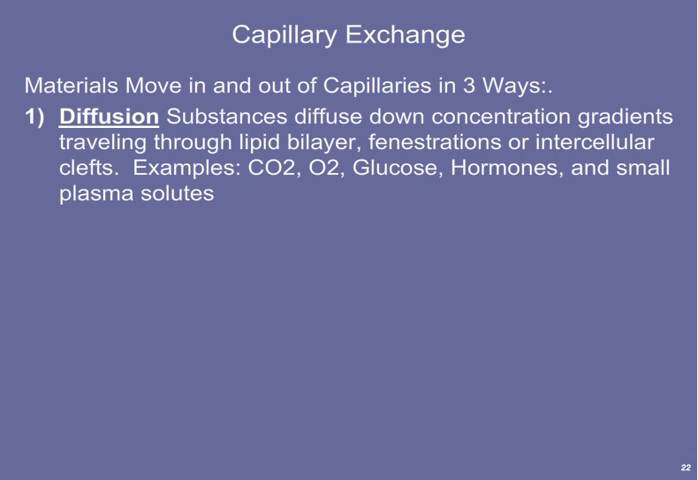 Capillary Exchange
Materials Move in and out of Capillaries in 3 Ways:.
1) Diffusion Substances diffuse down concentration gradients
traveling through lipid bilayer, fenestrations or intercellular
clefts. Examples: CO2, O2, Glucose, Hormones, and small
plasma solutes
22